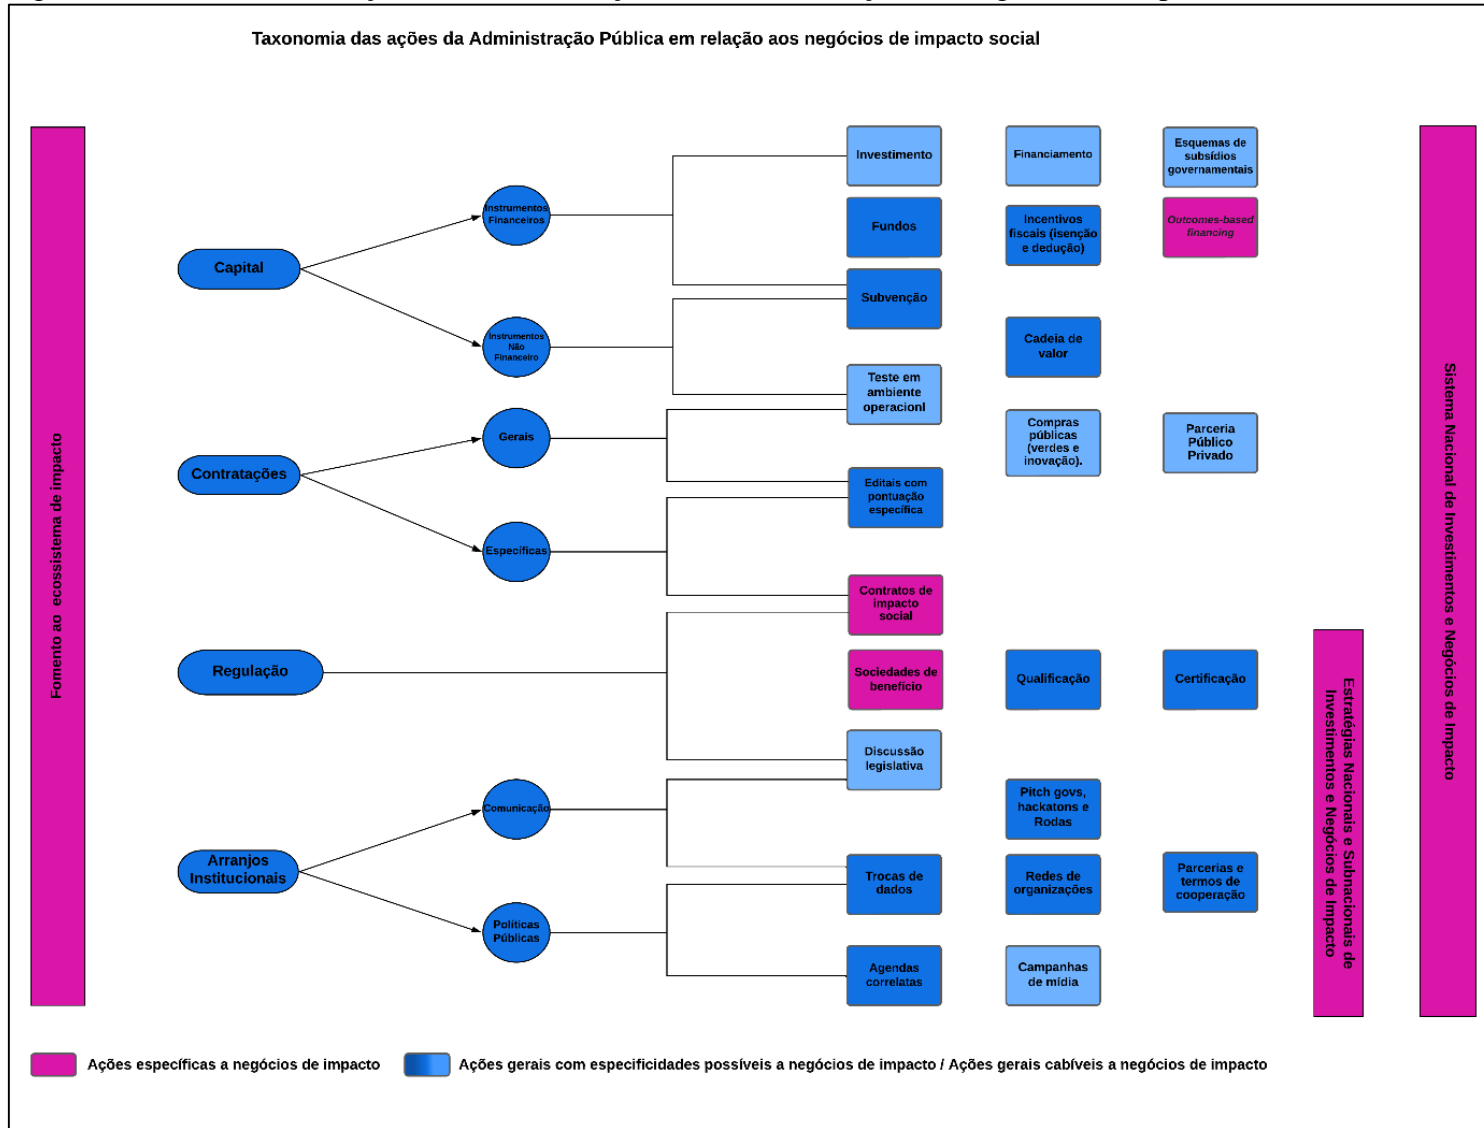 Taxonomia das ações da Administração Pública em relação aos negócios de impacto social
Fomento ao ecossistema de impacto
Capital
Instrumentos
Financeiros
Instrumentos
Não
Financeiro
Investimento
Financiamento
Esquemas de
subsídios
governamentais
Fundos
Incentivos
fiscais (isenção
e dedução)
Outcomes-based
financing
Subvenção
Cadeia de
valor
Teste em
ambiente
operacionl
Contratações
Gerais
Específicas
Compras
públicas
(verdes e
inovação).
Parceria
Público
Privado
Editais com
pontuação
específica
Contratos de
impacto
social
Regulação
Sociedades de
benefício
Qualificação
Certificação
Discussão
legislativa
Arranjos
Institucionais
Comunicação
Políticas
Públicas
Pitch govs,
hackatons e
Rodas
Trocas de
dados
Redes de
organizações
Parcerias e
termos de
cooperação
Agendas
correlatas
Campanhas
de mídia
Estratégias Nacionais e Subnacionais de
Investimentos e Negócios de Impacto
Sistema Nacional de Investimentos e Negócios de Impacto
Ações específicas a negócios de impacto
Ações gerais com especificidades possíveis a negócios de impacto / Ações gerais cabíveis a negócios de impacto